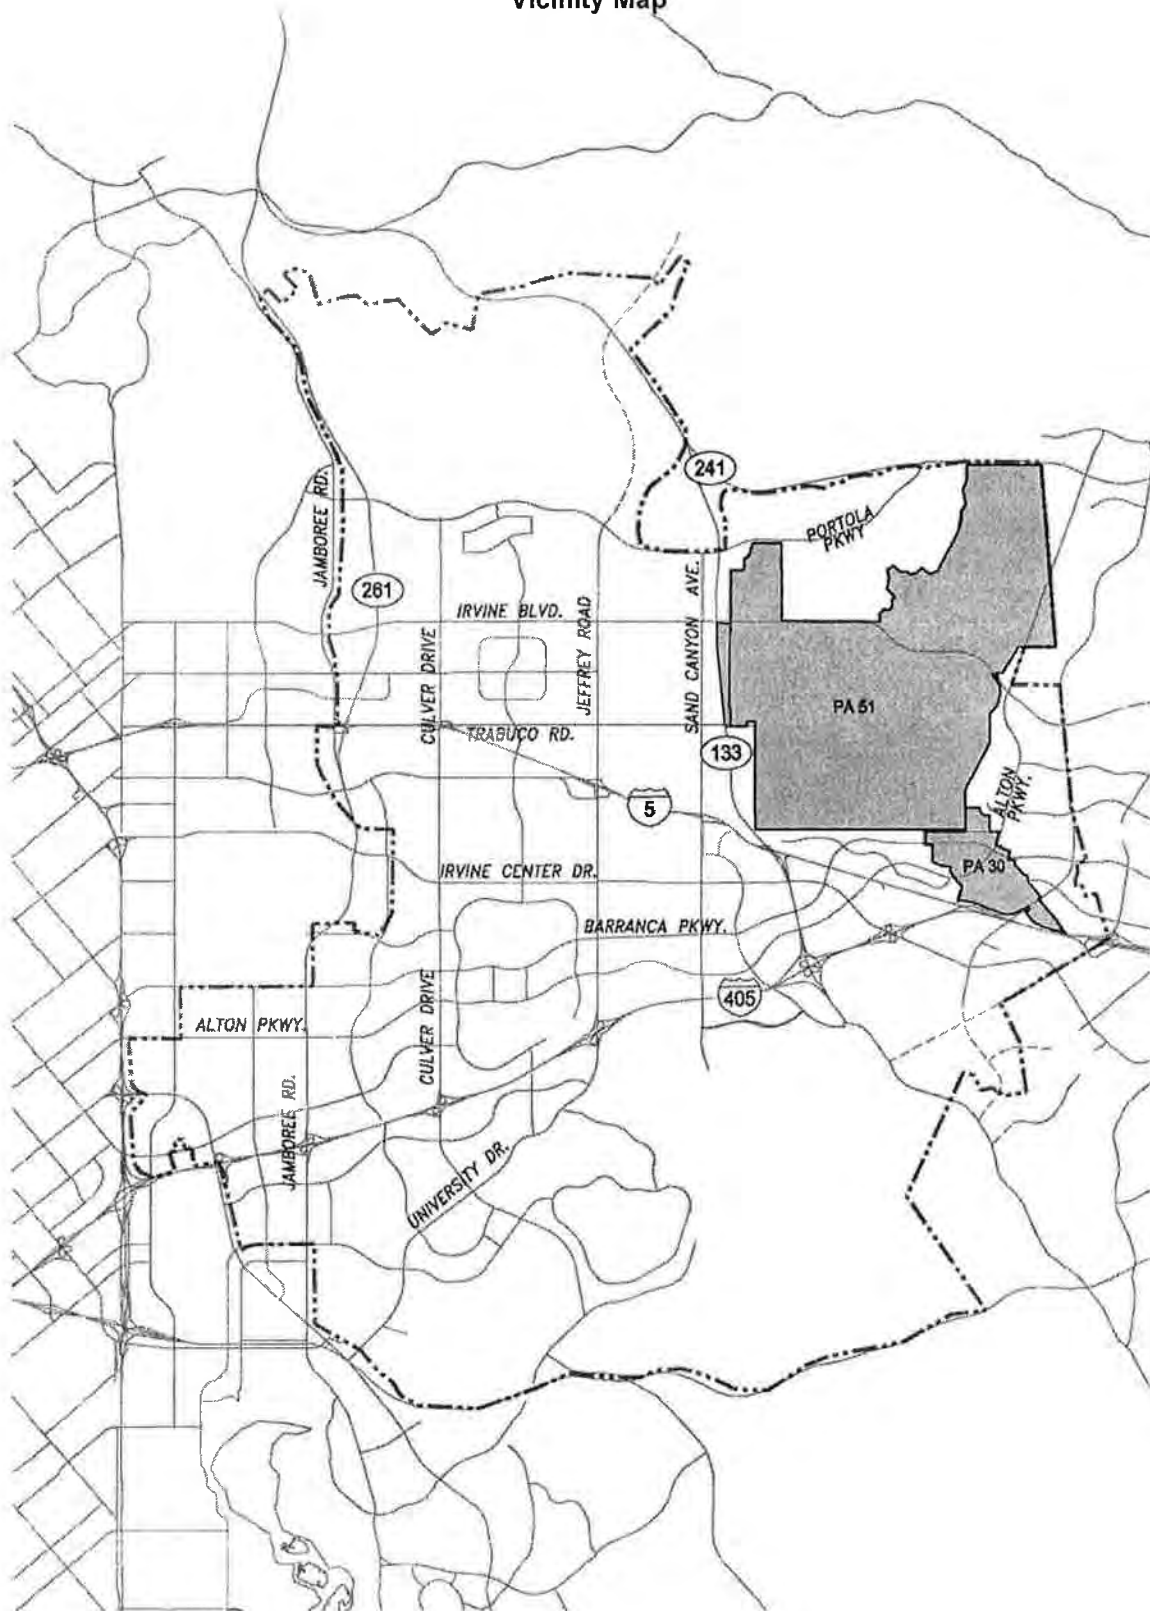 Vicinity Map
241
PORTOLA
PKWY
JAMBOREE RD.
261
IRVINE BLVD.
CULVER DRIVE
JEFFREY ROAD
SAND CANYON AVE.
PA 51
TRABUCO RD.
133
5
ALTON
PKWY.
IRVINE CENTER DR.
PA 30
BARRANCA PKWY.
405
CULVER DRIVE
ALTON PKWY.
JAMBOREE RD.
UNIVERSITY DR.